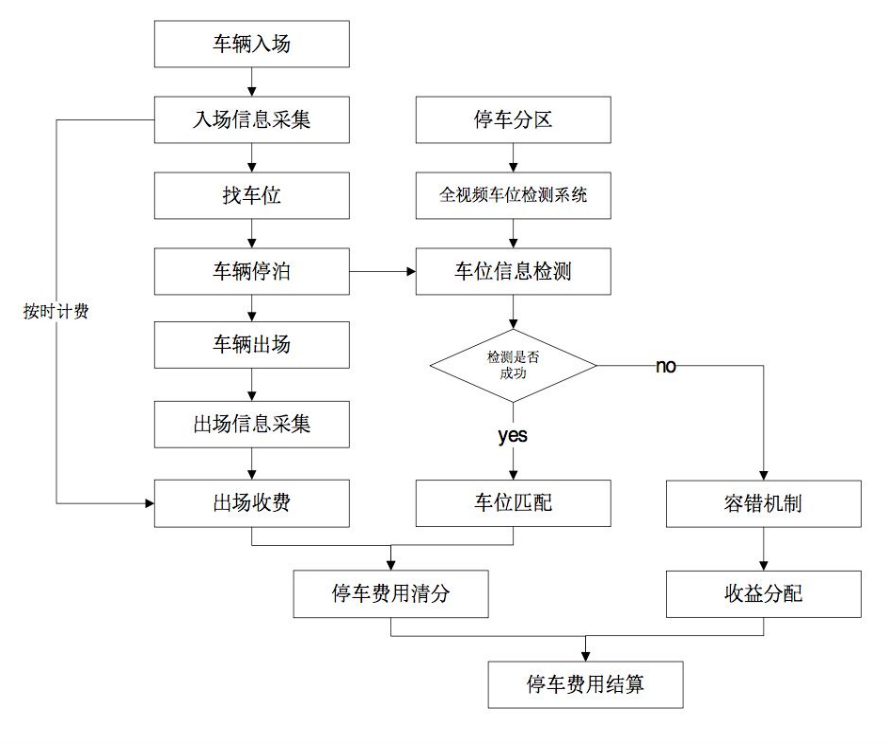 车辆入场
入场信息采集
停车分区
找车位
全视频车位检测系统
车辆停泊
车位信息检测
按时计费
车辆出场
检测是否
成功
no
出场信息采集
yes
出场收费
车位匹配
容错机制
停车费用清分
收益分配
停车费用结算